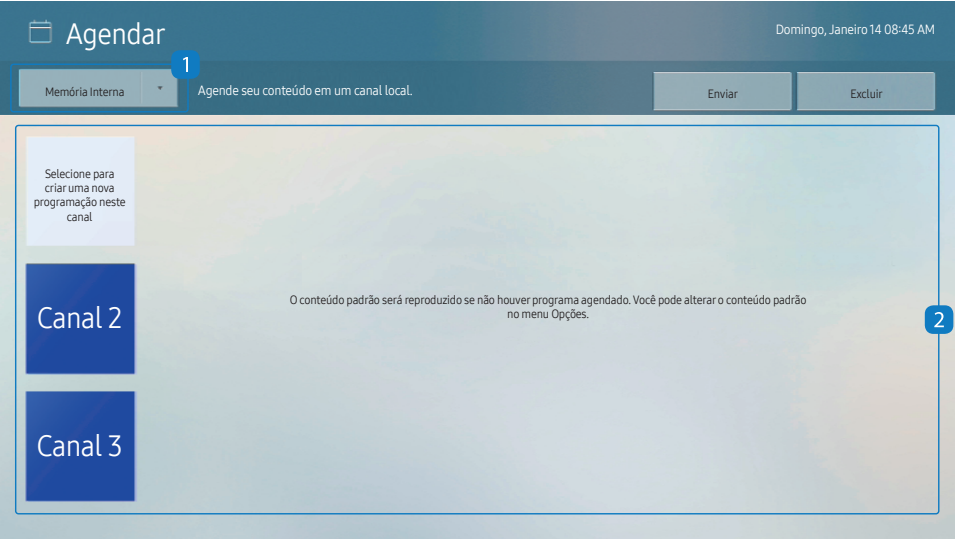 Agendar
Domingo, Janeiro 14 08:45 AM
1
Memória Interna
Agende seu conteúdo em um canal local.
Enviar
Excluir
Selecione para
criar uma nova
programação neste
canal
Canal 2
O conteúdo padrão será reproduzido se não houver programa agendado. Você pode alterar o conteúdo padrão
no menu Opções.
2
Canal 3